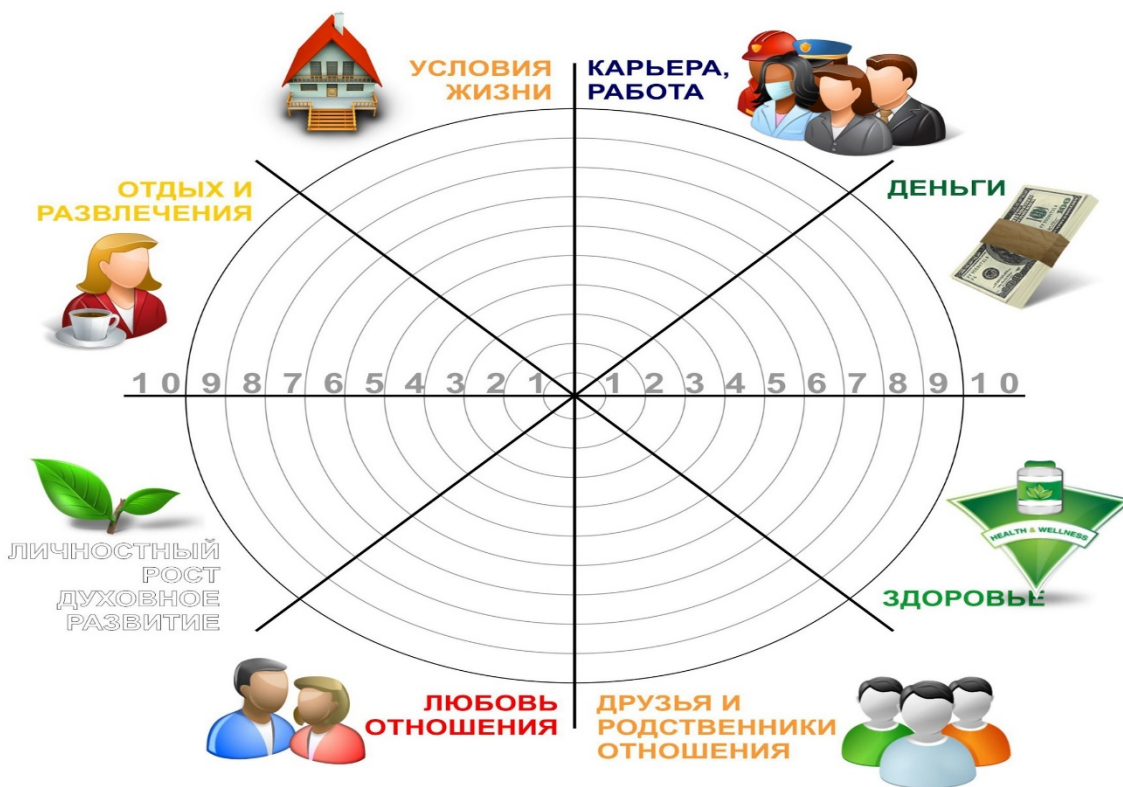 УСЛОВИЯ
ЖИЗНИ
КАРЬЕРА,
РАБОТА
ОТДЫХ И
РАЗВЛЕЧЕНИЯ
ДЕНЬГИ
10 9 8 7 6 5 4 3 2 1 1 2 3 4 5 6 7 8 9 10
ЛИЧНОСТНЫЙ
РОСТ
ДУХОВНОЕ
РАЗВИТИЕ
HEALTH & WELLNESS
ЗДОРОВЬЕ
ЛЮБОВЬ
ОТНОШЕНИЯ
ДРУЗЬЯ И
РОДСТВЕННИКИ
ОТНОШЕНИЯ